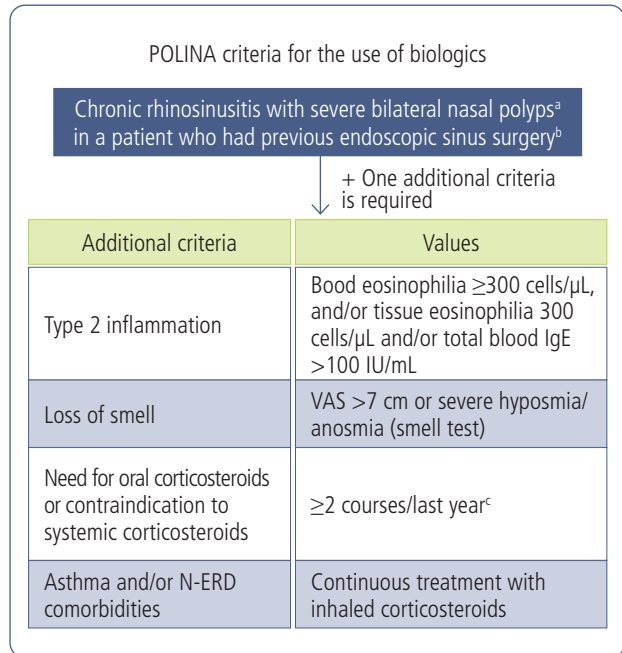 POLINA criteria for the use of biologics
Chronic rhinosinusitis with severe bilateral nasal polypsᵃ
in a patient who had previous endoscopic sinus surgeryᵇ
+ One additional criteria
is required
Additional criteria
Values
Type 2 inflammation
Bood eosinophilia ≥300 cells/µL,
and/or tissue eosinophilia 300
cells/µL and/or total blood IgE
>100 IU/mL
Loss of smell
VAS >7 cm or severe hyposmia/
anosmia (smell test)
Need for oral corticosteroids
or contraindication to
systemic corticosteroids
≥2 courses/last yearᶜ
Asthma and/or N-ERD
comorbidities
Continuous treatment with
inhaled corticosteroids